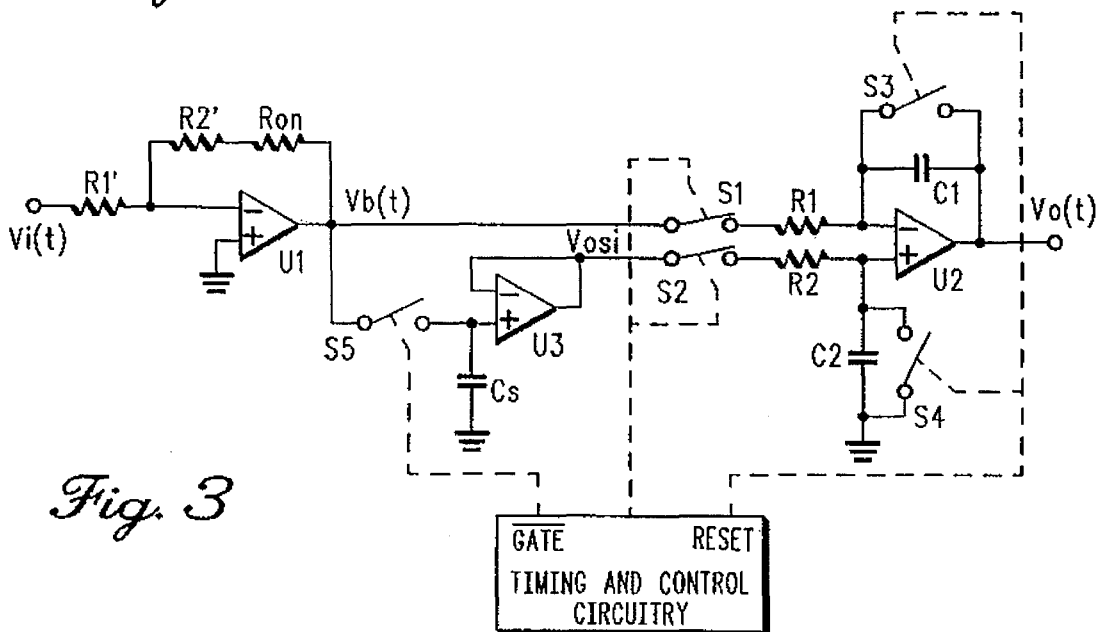 R2' Ron
R1'
Vi(t)
U1
Vb(t)
S5
Cs
U3
Vosi
S1
S2
R1
R2
S3
C1
U2
Vo(t)
C2
S4
Fig. 3
GATE RESET
TIMING AND CONTROL
CIRCUITRY